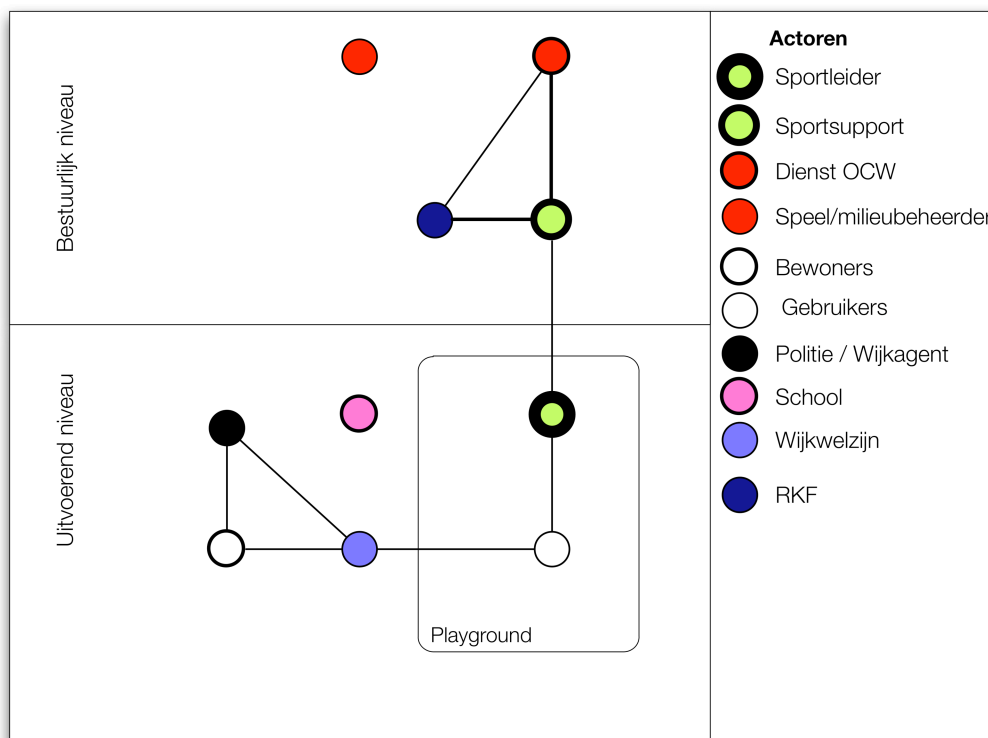 Bestuurlijk niveau
Uitvoerend niveau
Playground
Actoren
Sportleider
Sportsupport
Dienst OCW
Speel/milieubeheerder
Bewoners
Gebruikers
Politie / Wijkagent
School
Wijkwelzijn
RKF